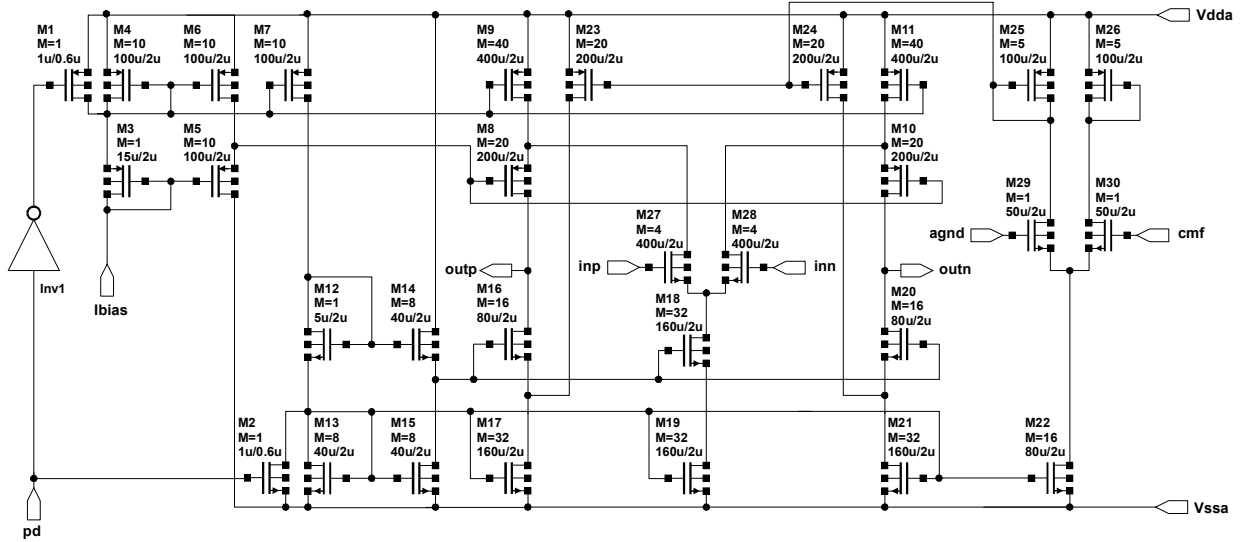 M1
M=1
1u/0.6u
M4
M=10
100u/2u
M6
M=10
100u/2u
M7
M=10
100u/2u
M9
M=40
400u/2u
M23
M=20
200u/2u
M24
M=20
200u/2u
M11
M=40
400u/2u
M25
M=5
100u/2u
M26
M=5
100u/2u
Vdda
M3
M=1
15u/2u
M5
M=10
100u/2u
M8
M=20
200u/2u
M10
M=20
200u/2u
M29
M=1
50u/2u
M30
M=1
50u/2u
agnd
cmf
M27
M=4
400u/2u
M28
M=4
400u/2u
outp
inp
inn
outn
Inv1
Ibias
M12
M=1
5u/2u
M14
M=8
40u/2u
M16
M=16
80u/2u
M18
M=32
160u/2u
M20
M=16
80u/2u
M2
M=1
1u/0.6u
M13
M=8
40u/2u
M15
M=8
40u/2u
M17
M=32
160u/2u
M19
M=32
160u/2u
M21
M=32
160u/2u
M22
M=16
80u/2u
pd
Vssa